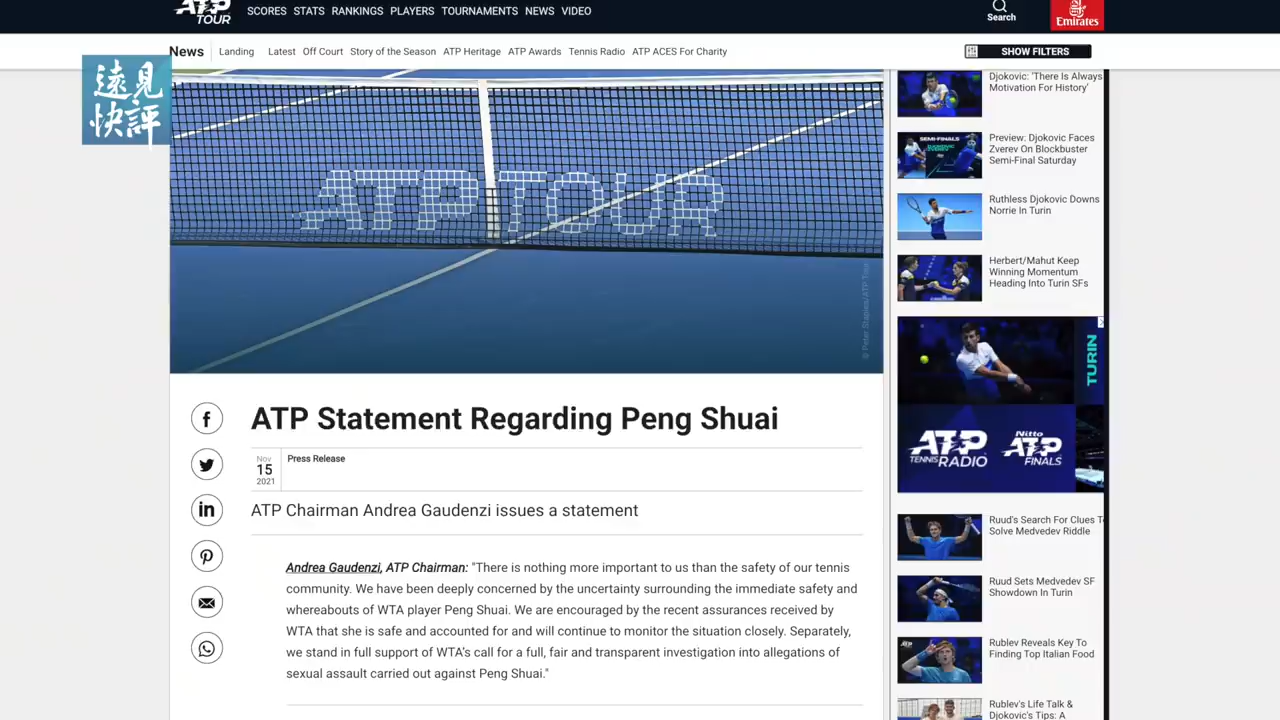 ATP TOUR
SCORES STATS RANKINGS PLAYERS TOURNAMENTS NEWS VIDEO
Search
Emirates
News Landing Latest Off Court Story of the Season ATP Heritage ATP Awards Tennis Radio ATP ACES For Charity
SHOW FILTERS
遠見
快評
ATP TOUR
© Peter Staples/ATP Tour
ATP Statement Regarding Peng Shuai
Nov
15
2021
Press Release
ATP Chairman Andrea Gaudenzi issues a statement
Andrea Gaudenzi, ATP Chairman: "There is nothing more important to us than the safety of our tennis
community. We have been deeply concerned by the uncertainty surrounding the immediate safety and
whereabouts of WTA player Peng Shuai. We are encouraged by the recent assurances received by
WTA that she is safe and accounted for and will continue to monitor the situation closely. Separately,
we stand in full support of WTA's call for a full, fair and transparent investigation into allegations of
sexual assault carried out against Peng Shuai."
Djokovic: 'There Is Always
Motivation For History'
SEMI-FINALS
Preview: Djokovic Faces
Zverev On Blockbuster
Semi-Final Saturday
Ruthless Djokovic Downs
Norrie In Turin
Herbert/Mahut Keep
Winning Momentum
Heading Into Turin SFs
TURIN
ATP
TENNIS RADIO
Nitto
ATP
FINALS
Ruud's Search For Clues T
Solve Medvedev Riddle
Ruud Sets Medvedev SF
Showdown In Turin
Rublev Reveals Key To
Finding Top Italian Food
Rublev's Life Talk &
Djokovic's Tips: A